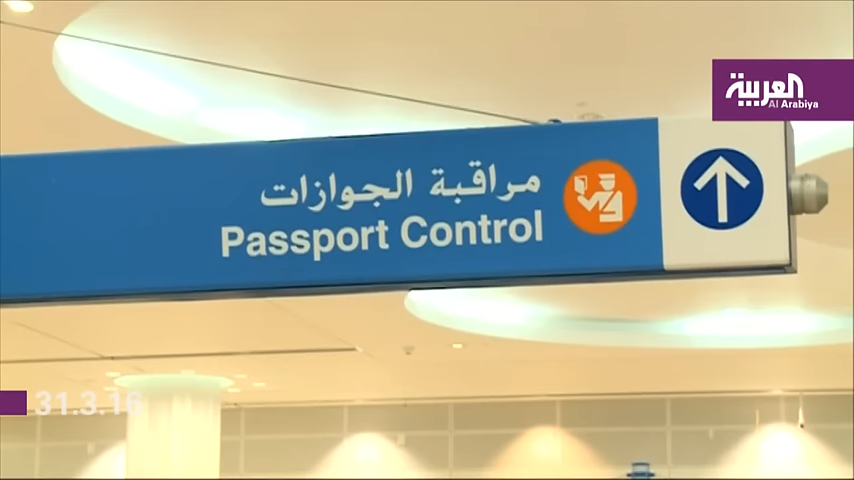 العربية
Al Arabiya
مراقبة الجوازات
Passport Control
31.3.16